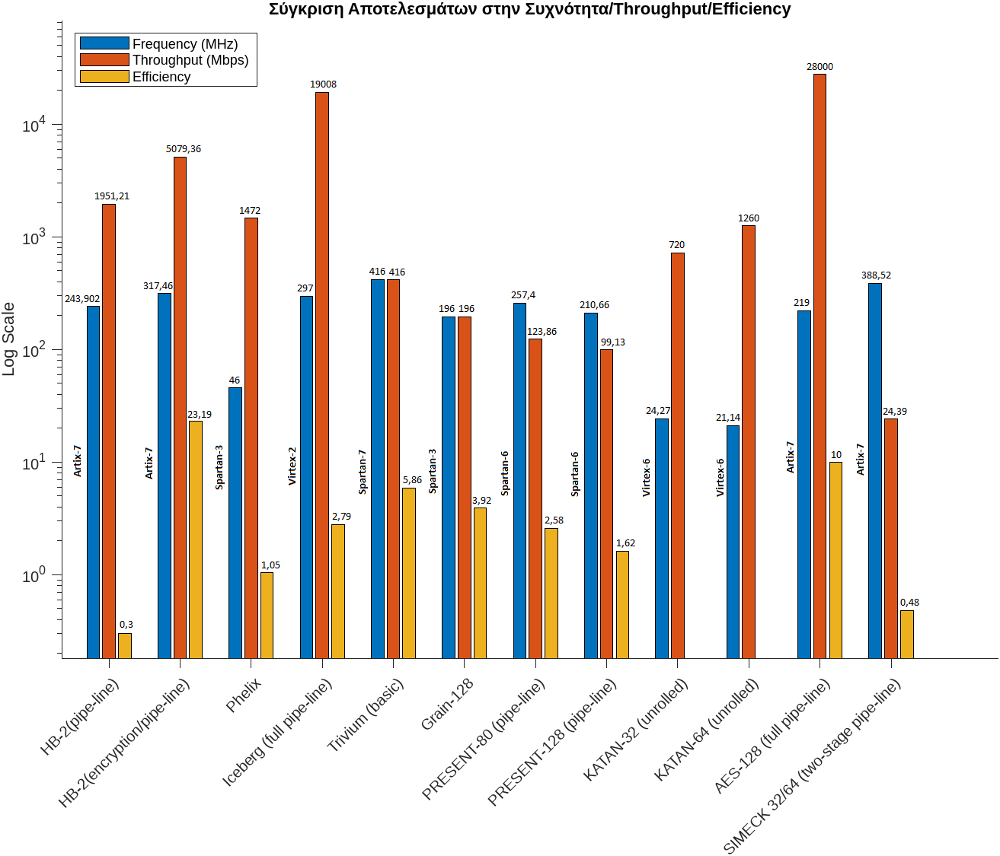 Σύγκριση Αποτελεσμάτων στην Συχνότητα/Throughput/Efficiency
Frequency (MHz)
Throughput (Mbps)
Efficiency
Log Scale
10^4
10^3
10^2
10^1
10^0
243,902
1951,21
0,3
317,46
5079,36
23,19
46
1472
1,05
297
19008
2,79
416
416
5,86
196
196
3,92
257,4
123,86
2,58
210,66
99,13
1,62
24,27
720
21,14
1260
219
28000
10
388,52
24,39
0,48
Artix-7
Artix-7
Spartan-3
Virtex-2
Spartan-7
Spartan-3
Spartan-6
Spartan-6
Virtex-6
Virtex-6
Artix-7
Artix-7
HB-2(pipe-line)
HB-2(encryption/pipe-line)
Phelix
Iceberg (full pipe-line)
Trivium (basic)
Grain-128
PRESENT-80 (pipe-line)
PRESENT-128 (pipe-line)
KATAN-32 (unrolled)
KATAN-64 (unrolled)
AES-128 (full pipe-line)
SIMECK 32/64 (two-stage pipe-line)